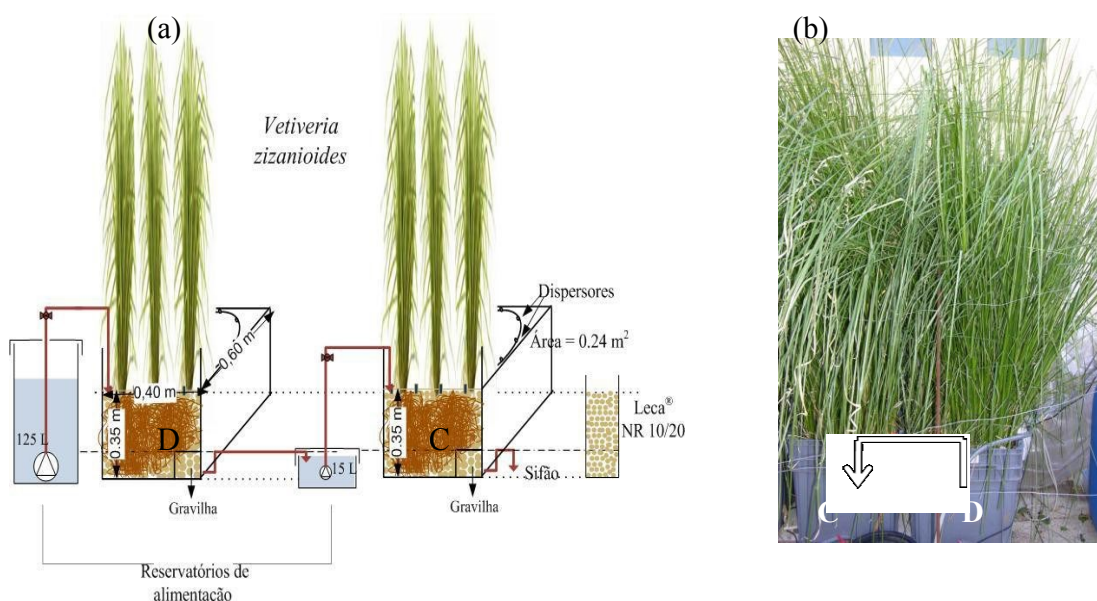 (a)
(b)
Vetiveria
zizanioides
Dispersores
Área = 0.24 m²
0,60 m
0,40 m
0.35 m
D
125 L
15 L
0.35 m
C
Leca®
NR 10/20
Sifão
Gravilha
Gravilha
Reservatórios de
alimentação
C
D